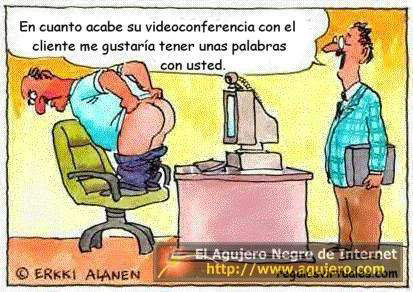 En cuanto acabe su videoconferencia con el
cliente me gustaría tener unas palabras
con usted.
El Agujero Negro de Internet
http://www.agujero.com
© ERKKI ALANEN